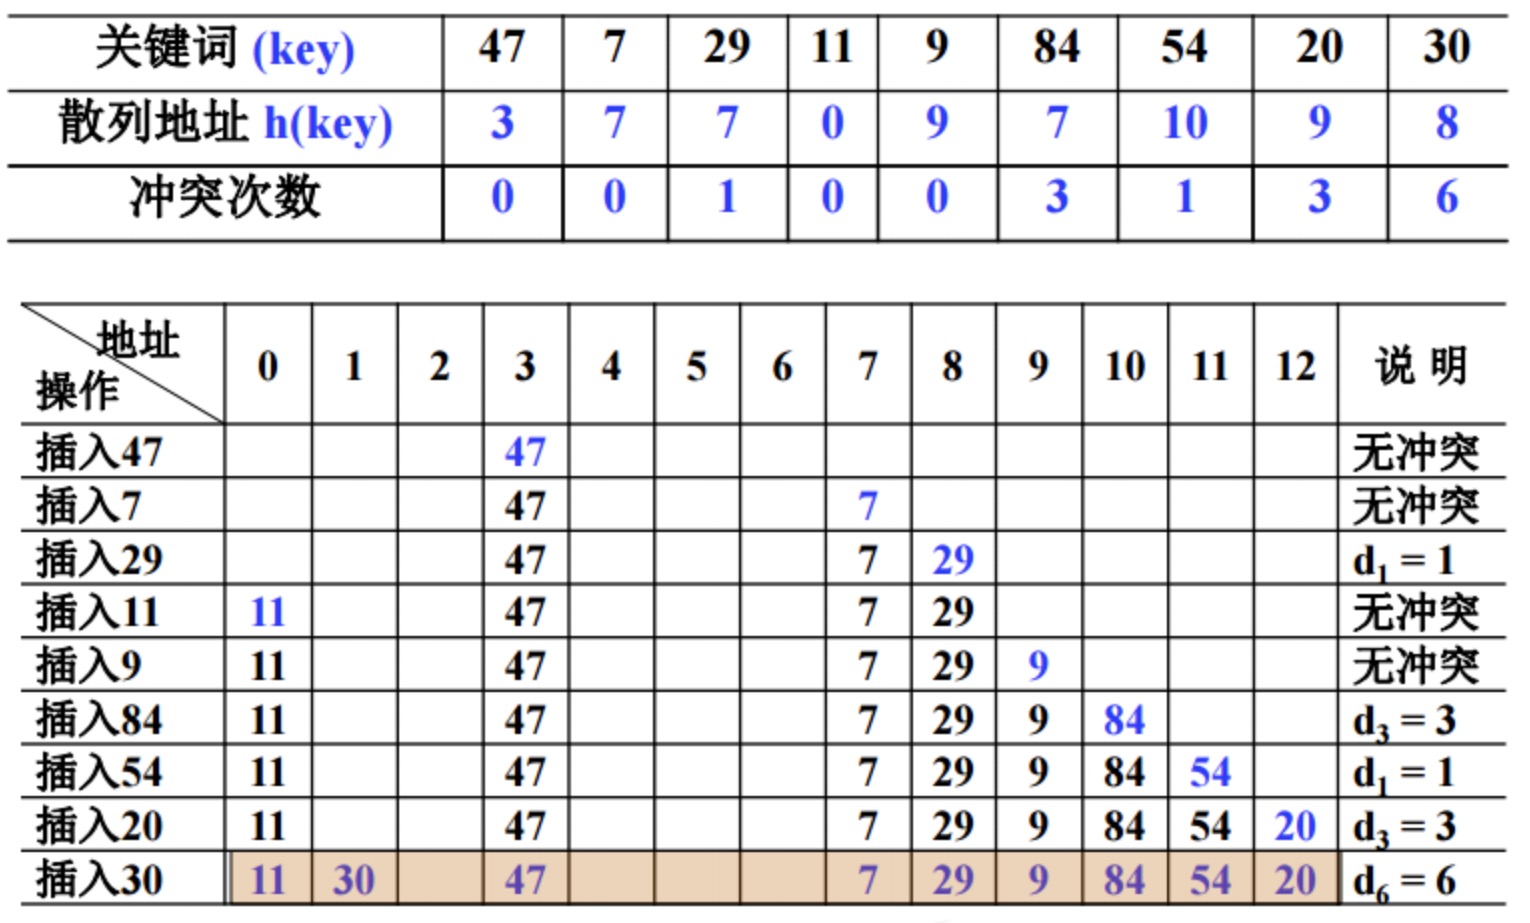 关键词 (key) 47 7 29 11 9 84 54 20 30
散列地址 h(key) 3 7 7 0 9 7 10 9 8
冲突次数 0 0 1 0 0 3 1 3 6
地址
操作
0 1 2 3 4 5 6 7 8 9 10 11 12 说 明
插入47 47 无冲突
插入7 47 7 无冲突
插入29 47 7 29 d₁ = 1
插入11 11 47 7 29 无冲突
插入9 11 47 7 29 9 无冲突
插入84 11 47 7 29 9 84 d₃ = 3
插入54 11 47 7 29 9 84 54 d₁ = 1
插入20 11 47 7 29 9 84 54 20 d₃ = 3
插入30 11 30 47 7 29 9 84 54 20 d₆ = 6